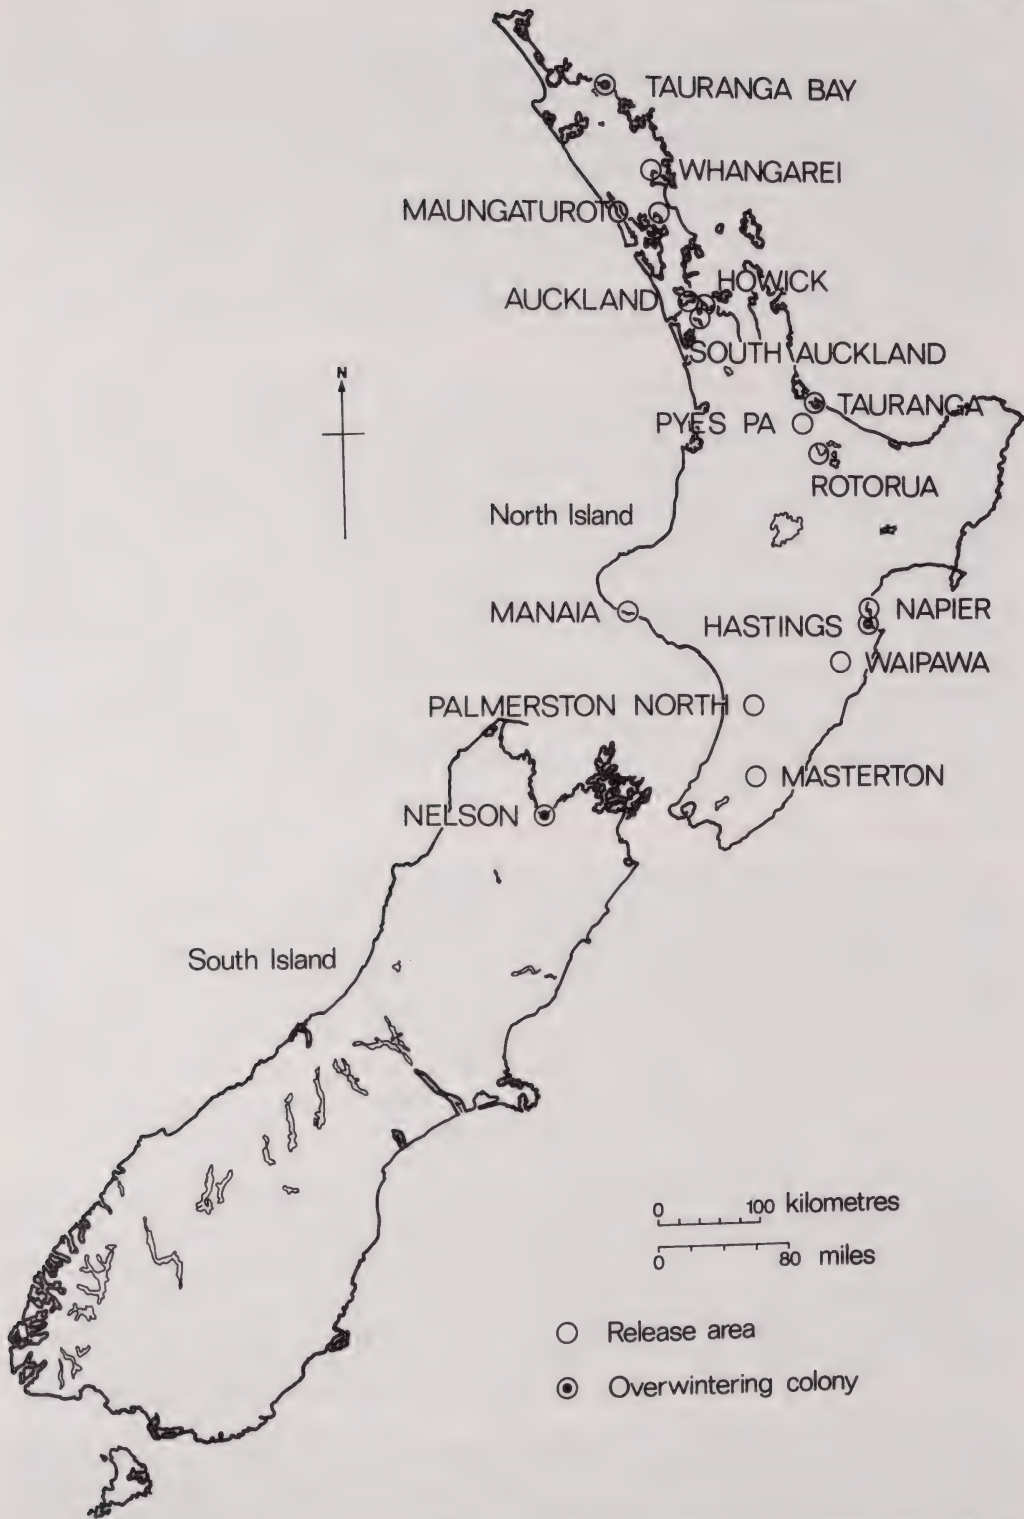 TAURANGA BAY
WHANGAREI
MAUNGATUROTO
HOWICK
AUCKLAND
SOUTH AUCKLAND
N
TAURANGA
PYES PA
ROTORUA
North Island
MANAIA
NAPIER
HASTINGS
WAIPAWA
PALMERSTON NORTH
MASTERTON
NELSON
South Island
0 100 kilometres
0 80 miles
Release area
Overwintering colony